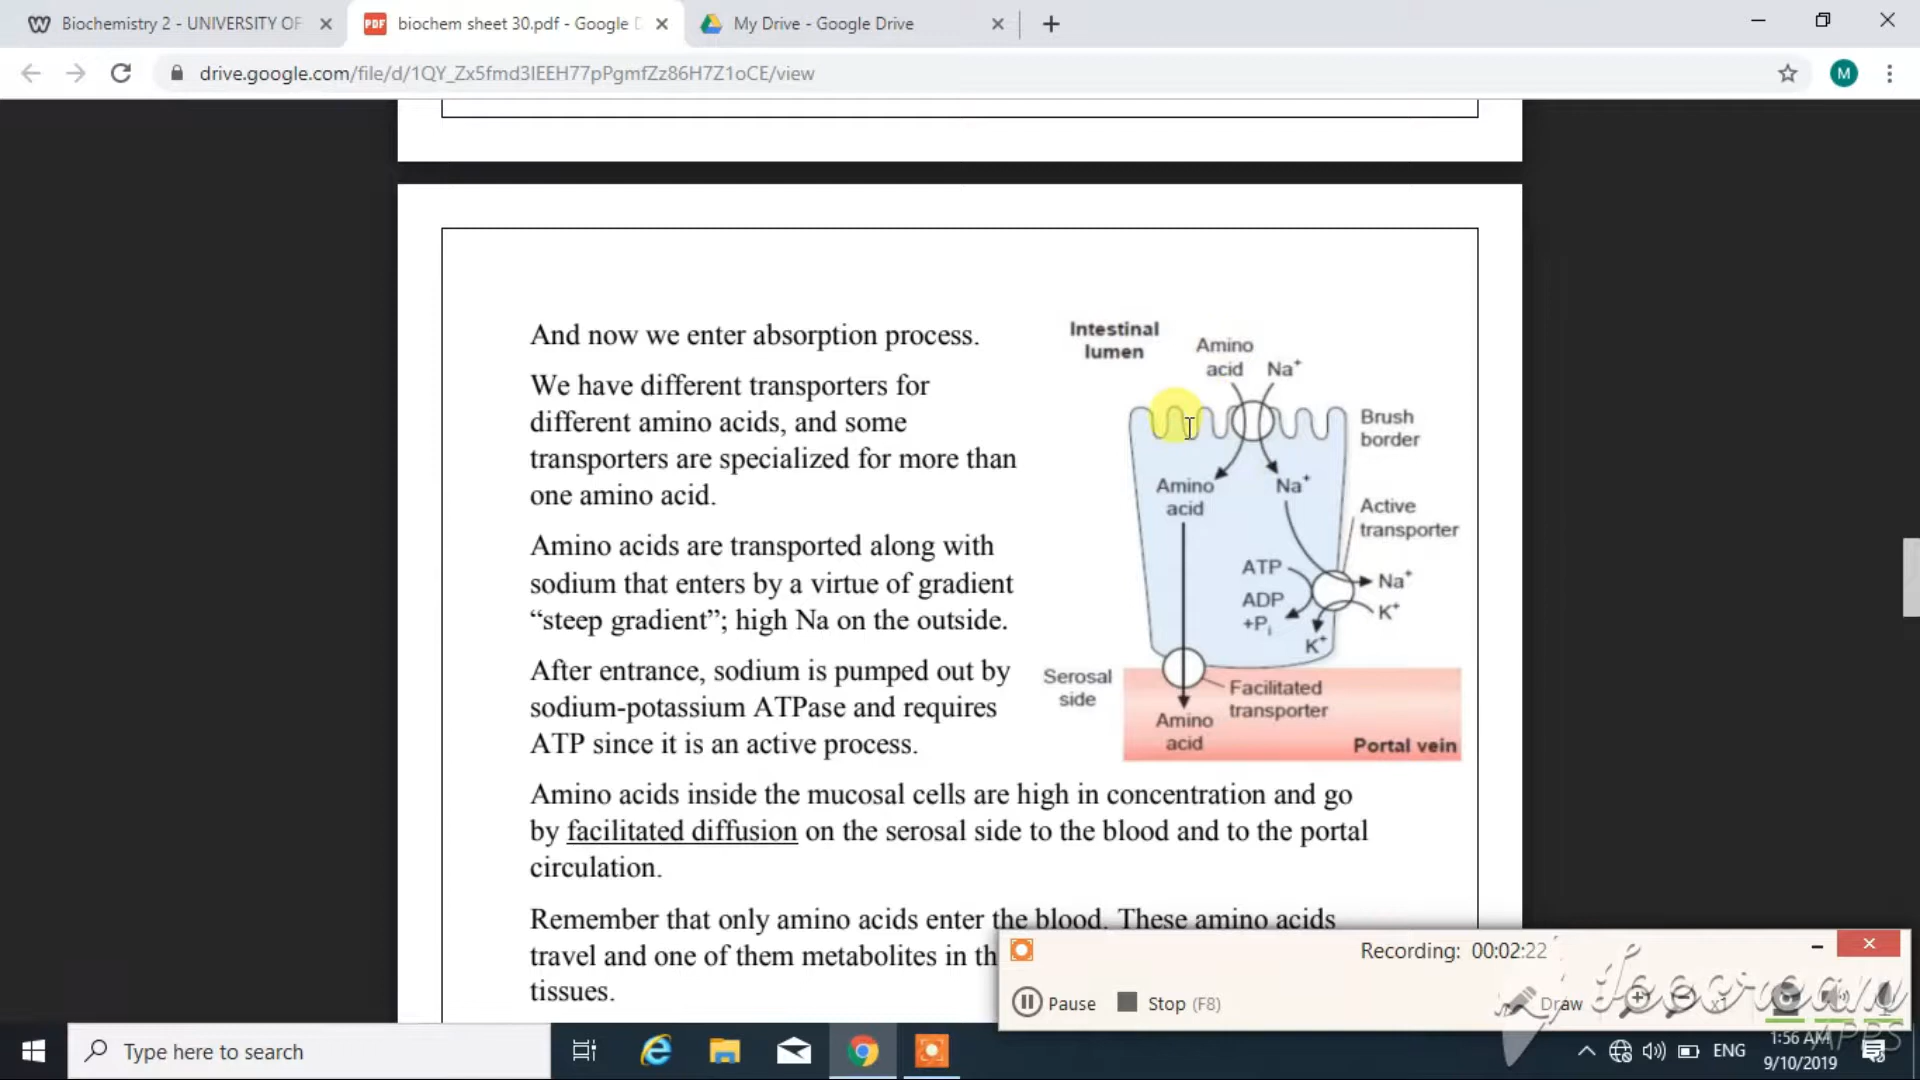 Biochemistry 2 - UNIVERSITY OF
PDF
biochem sheet 30.pdf - Google D
My Drive - Google Drive
drive.google.com/file/d/1QY_Zx5fmd3IEEH77pPgmfZz86H7Z1oCE/view
M
And now we enter absorption process.
We have different transporters for
different amino acids, and some
transporters are specialized for more than
one amino acid.
Amino acids are transported along with
sodium that enters by a virtue of gradient
“steep gradient”; high Na on the outside.
After entrance, sodium is pumped out by
sodium-potassium ATPase and requires
ATP since it is an active process.
Intestinal
lumen
Amino
acid
Na⁺
Brush
border
Amino
acid
Na⁺
Active
transporter
ATP
ADP
+Pᵢ
Na⁺
K⁺
K⁺
Serosal
side
Facilitated
transporter
Amino
acid
Portal vein
Amino acids inside the mucosal cells are high in concentration and go
by facilitated diffusion on the serosal side to the blood and to the portal
circulation.
Remember that only amino acids enter the blood. These amino acids
travel and one of them metabolites in th
tissues.
Recording: 00:02:22
Pause
Stop (F8)
Draw
x1
Icecream
APPS
Type here to search
ENG
1:56 AM
9/10/2019